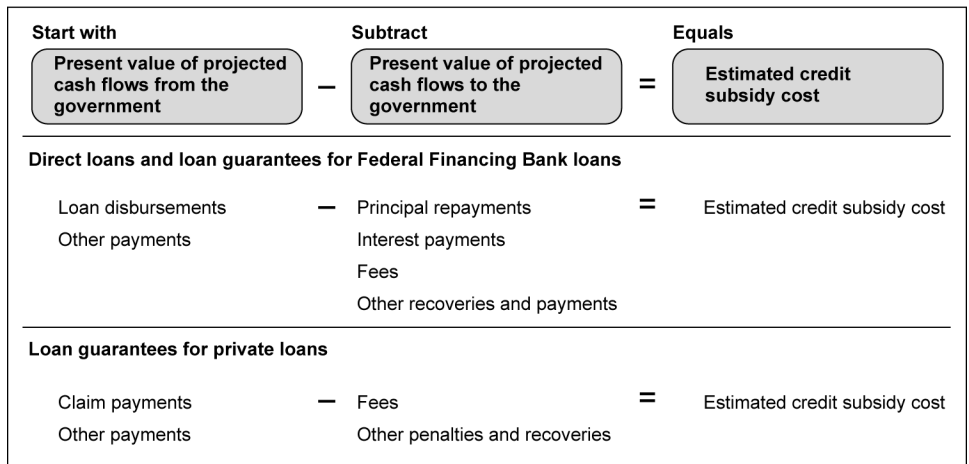 Start with
Subtract
Equals
Present value of projected
cash flows from the
government
–
Present value of projected
cash flows to the
government
=
Estimated credit
subsidy cost
Direct loans and loan guarantees for Federal Financing Bank loans
Loan disbursements – Principal repayments = Estimated credit subsidy cost
Other payments Interest payments
Fees
Other recoveries and payments
Loan guarantees for private loans
Claim payments – Fees = Estimated credit subsidy cost
Other payments Other penalties and recoveries